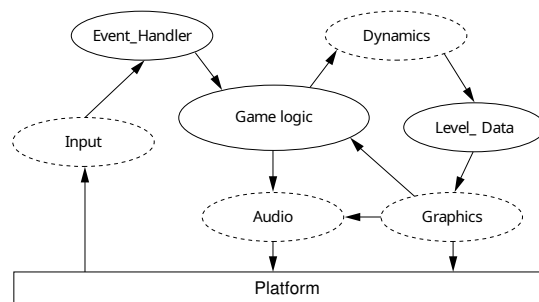 Event_Handler
Dynamics
Game logic
Input
Level_ Data
Audio
Graphics
Platform